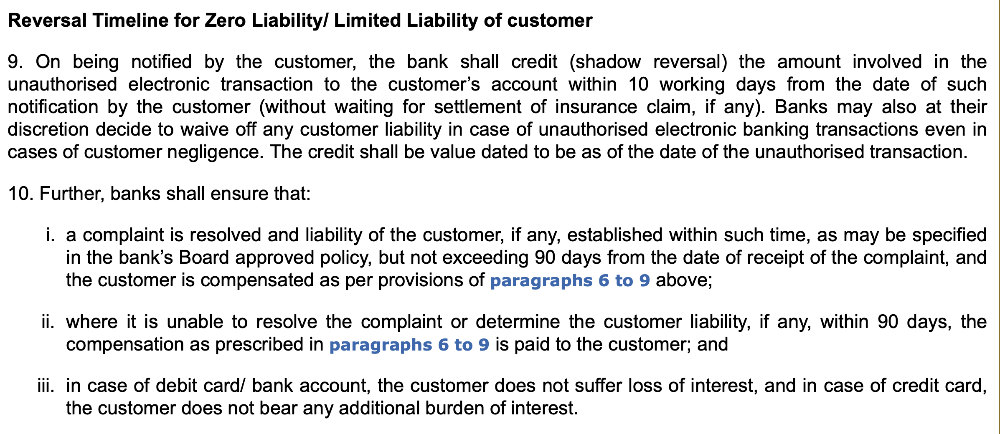 Reversal Timeline for Zero Liability/ Limited Liability of customer
9. On being notified by the customer, the bank shall credit (shadow reversal) the amount involved in the
unauthorised electronic transaction to the customer’s account within 10 working days from the date of such
notification by the customer (without waiting for settlement of insurance claim, if any). Banks may also at their
discretion decide to waive off any customer liability in case of unauthorised electronic banking transactions even in
cases of customer negligence. The credit shall be value dated to be as of the date of the unauthorised transaction.
10. Further, banks shall ensure that:
i. a complaint is resolved and liability of the customer, if any, established within such time, as may be specified
in the bank’s Board approved policy, but not exceeding 90 days from the date of receipt of the complaint, and
the customer is compensated as per provisions of paragraphs 6 to 9 above;
ii. where it is unable to resolve the complaint or determine the customer liability, if any, within 90 days, the
compensation as prescribed in paragraphs 6 to 9 is paid to the customer; and
iii. in case of debit card/ bank account, the customer does not suffer loss of interest, and in case of credit card,
the customer does not bear any additional burden of interest.